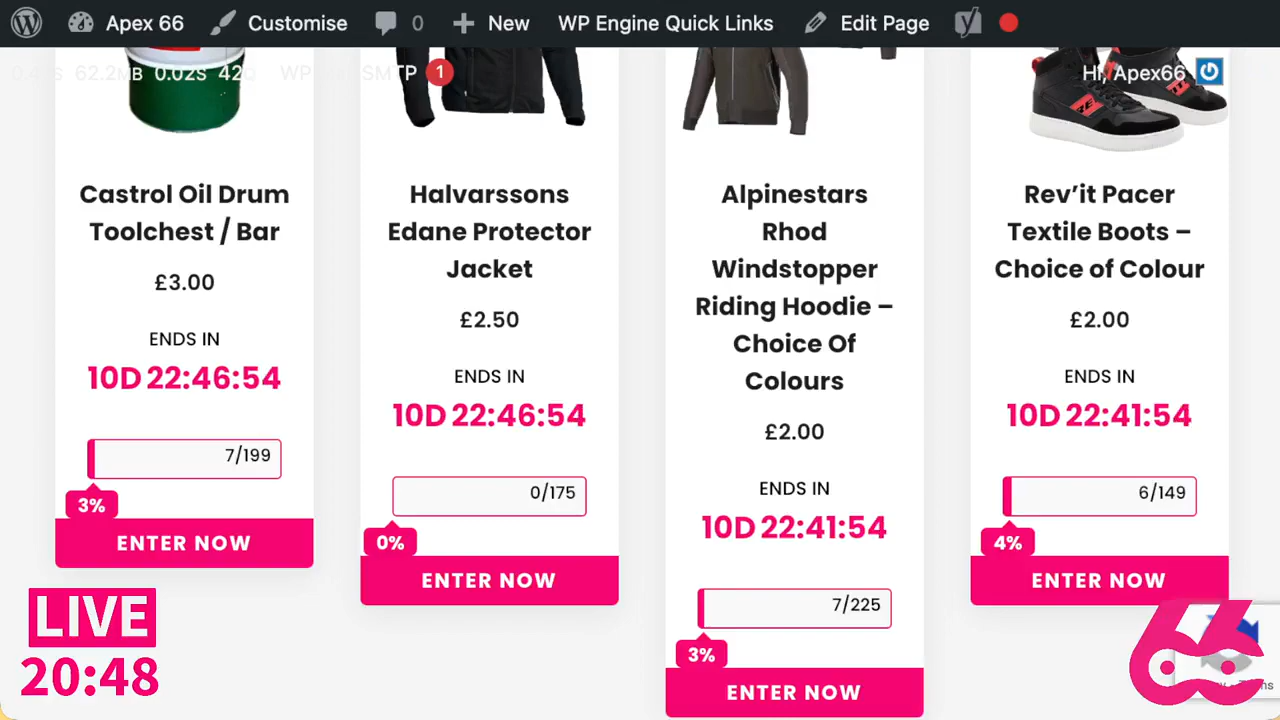 Apex 66
Customise
0
New
WP Engine Quick Links
Edit Page
62.2MB 0.02S
SMTP
1
Hi, Apex66
Castrol Oil Drum
Toolchest / Bar
£3.00
ENDS IN
10D 22:46:54
7/199
3%
ENTER NOW
Halvarssons
Edane Protector
Jacket
£2.50
ENDS IN
10D 22:46:54
0/175
0%
ENTER NOW
Alpinestars
Rhod
Windstopper
Riding Hoodie –
Choice Of
Colours
£2.00
ENDS IN
10D 22:41:54
7/225
3%
ENTER NOW
Rev’it Pacer
Textile Boots –
Choice of Colour
£2.00
ENDS IN
10D 22:41:54
6/149
4%
ENTER NOW
LIVE
20:48
66